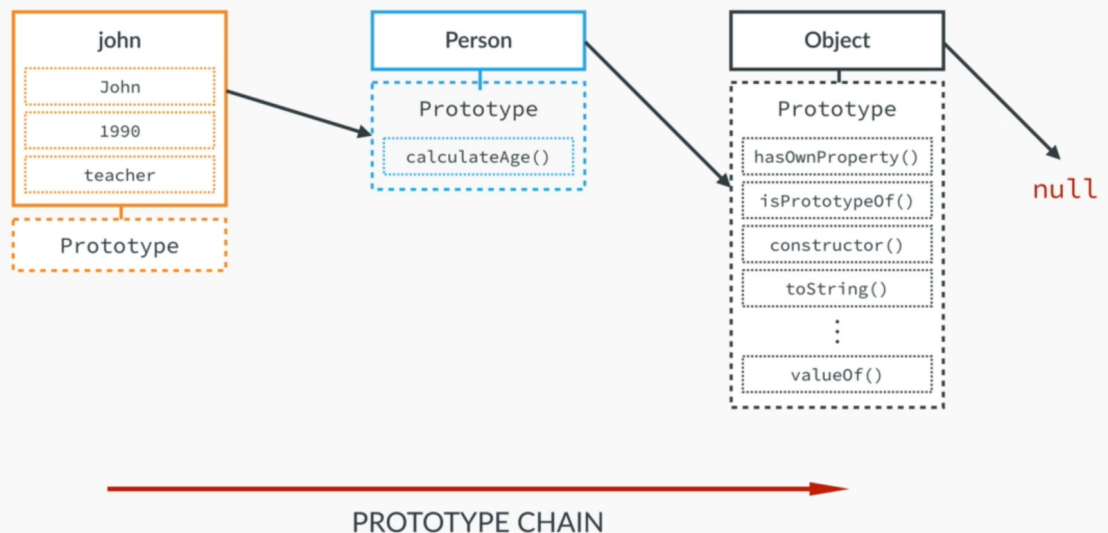 john
John
1990
teacher
Prototype
Person
Prototype
calculateAge()
Object
Prototype
hasOwnProperty()
isPrototypeOf()
constructor()
toString()
⋮
valueOf()
null
PROTOTYPE CHAIN